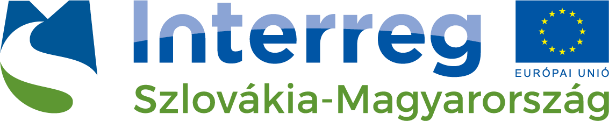 Interreg
EURÓPAI UNIÓ
Szlovákia-Magyarország